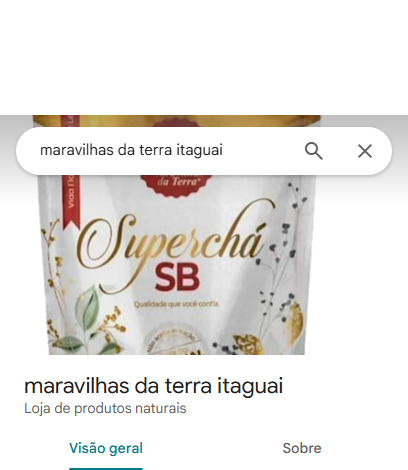 maravilhas da terra itaguai
da Terra
Superchá
SB
Qualidade que você confia.
maravilhas da terra itaguai
Loja de produtos naturais
Visão geral
Sobre